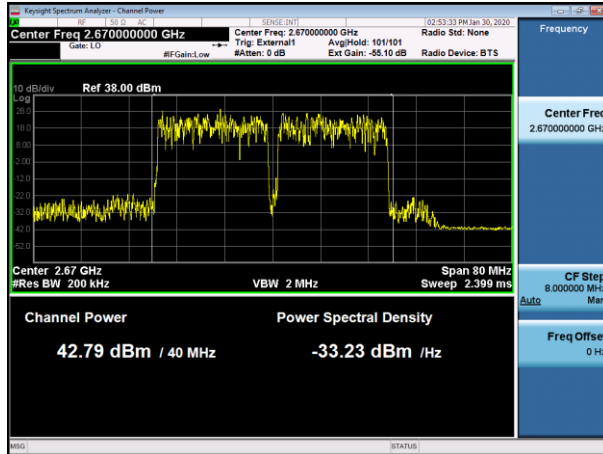 Keysight Spectrum Analyzer - Channel Power
RF 50 Ω AC SENSE:INT 02:53:33 PM Jan 30, 2020
Center Freq 2.670000000 GHz Center Freq: 2.670000000 GHz Radio Std: None
Gate: LO Trig: External1 Avg|Hold: 101/101
#IFGain:Low #Atten: 0 dB Ext Gain: -55.10 dB Radio Device: BTS
Frequency
10 dB/div Ref 38.00 dBm
Log
28.0
18.0
8.00
-2.00
-12.0
-22.0
-32.0
-42.0
-52.0
Center Freq
2.670000000 GHz
Center 2.67 GHz Span 80 MHz
#Res BW 200 kHz VBW 2 MHz Sweep 2.399 ms
CF Step
8.000000 MHz
Auto Man
Channel Power Power Spectral Density
42.79 dBm / 40 MHz -33.23 dBm /Hz
Freq Offset
0 Hz
MSG STATUS